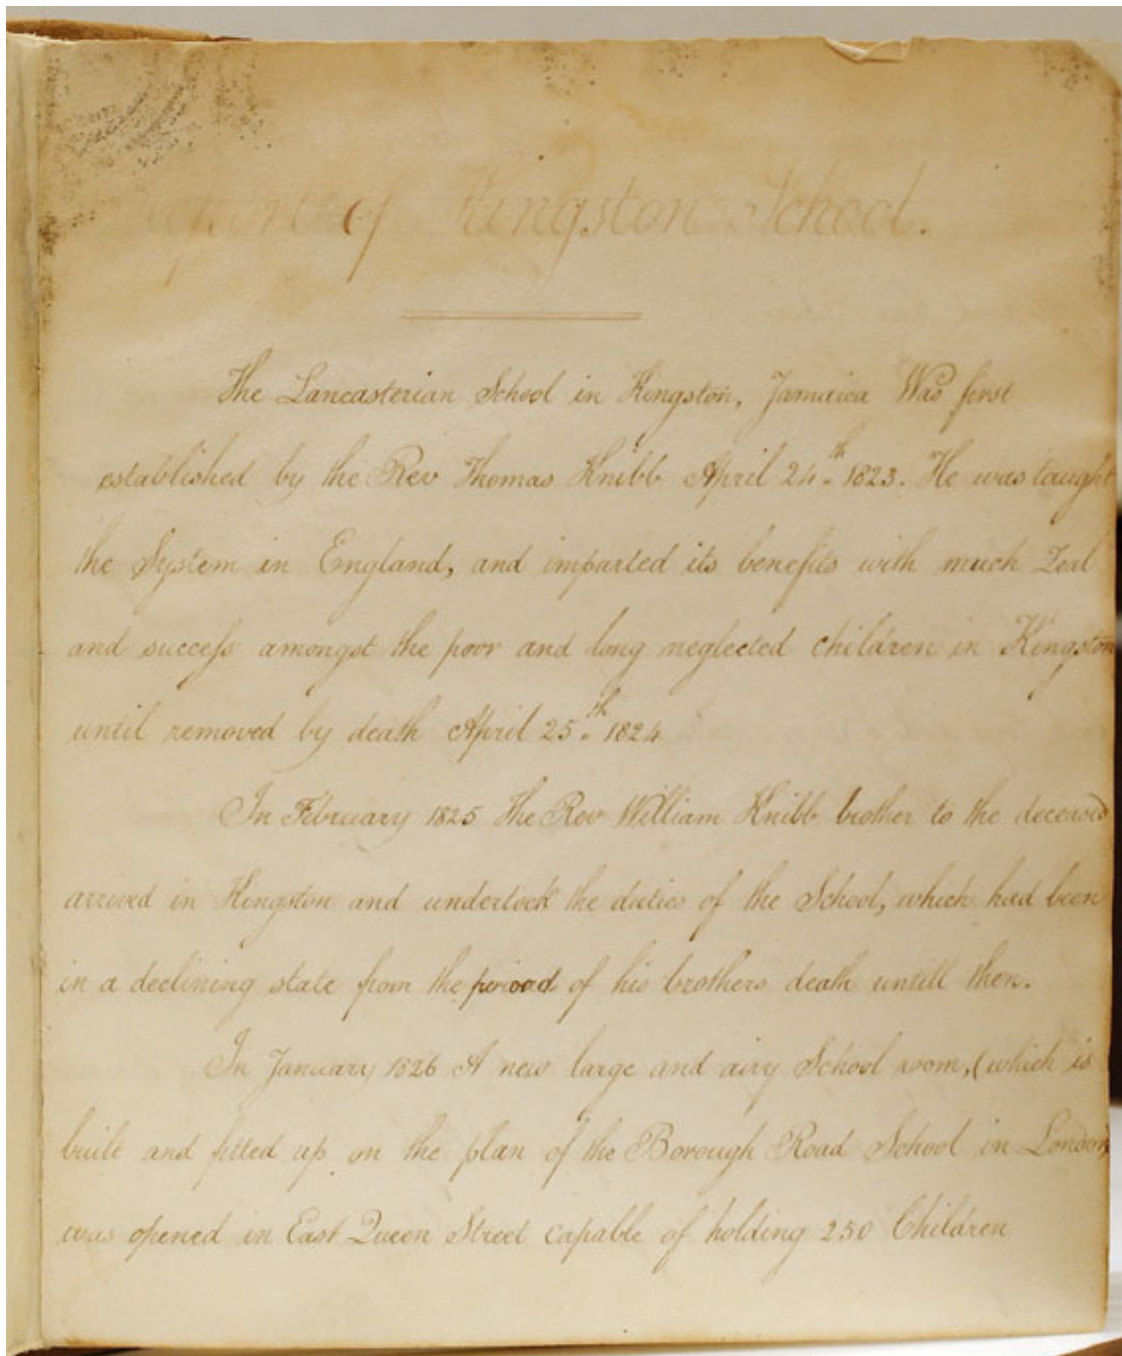 Report of Kingston School.
The Lancasterian School in Kingston, Jamaica Was first
established by the Rev Thomas Knibb April 24th 1823. He was taught
the System in England, and imparted its benefits with much Zeal
and success amongst the poor and long neglected children in Kingston
until removed by death April 25th 1824
In February 1825 The Rev William Knibb brother to the deceased
arrived in Kingston and undertook the duties of the School, which had been
in a declining state from the period of his brothers death untill then.
In January 1826 A new large and airy School room, (which is
built and fitted up on the plan of the Borough Road School in London,
was opened in East Queen Street capable of holding 250 Children